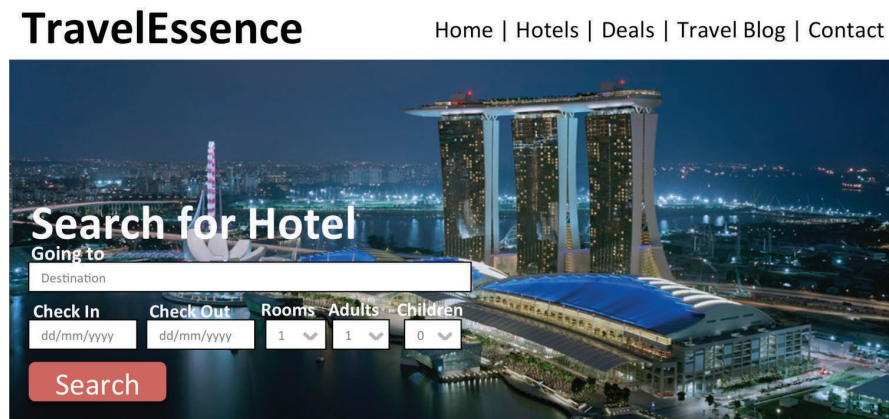 TravelEssence
Home | Hotels | Deals | Travel Blog | Contact
Search for Hotel
Going to
Destination
Check In Check Out Rooms Adults Children
dd/mm/yyyy dd/mm/yyyy 1 1 0
Search